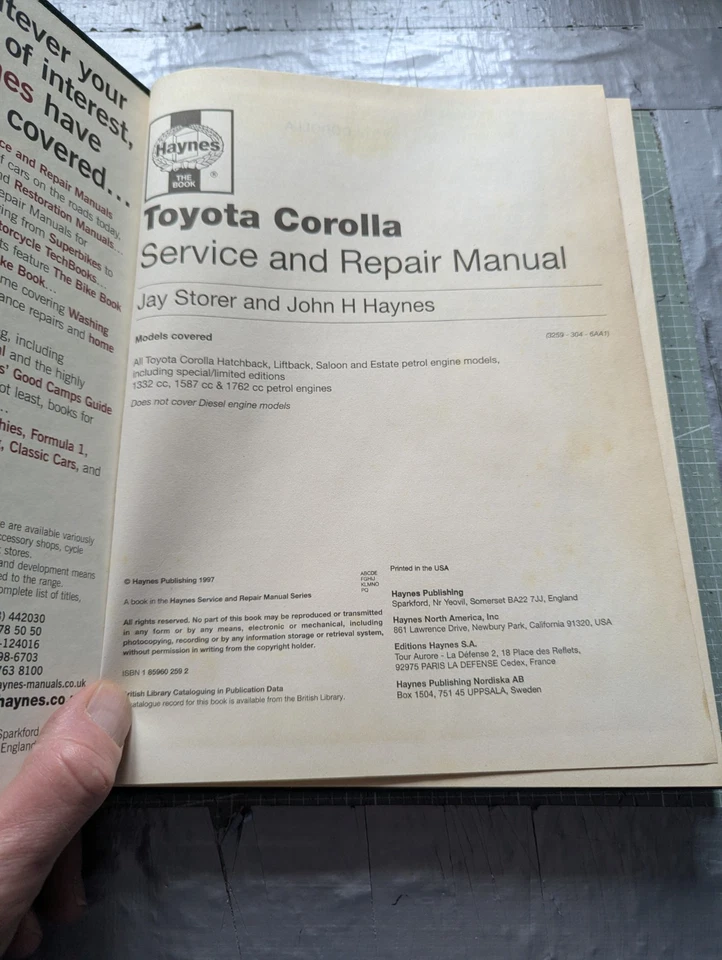 tever your
of interest,
es have
covered...
ce and Repair Manuals
f cars on the roads today,
nd Restoration Manuals...
epair Manuals for
ing from Superbikes to
torcycle TechBooks...
ts feature The Bike Book
ke Book...
me covering Washing
ance repairs and home
g, including
al and the highly
s' Good Camps Guide
ot least, books for
hies, Formula 1,
, Classic Cars, and
e are available variously
ccessory shops, cycle
stores.
and development means
ed to the range.
omplete list of titles,
) 442030
78 50 50
-124016
98-6703
763 8100
aynes-manuals.co.uk
haynes.co
Sparkford
England
Haynes
®
THE
BOOK
Toyota Corolla
Service and Repair Manual
Jay Storer and John H Haynes
Models covered
(3259 - 304 - 6AA1)
All Toyota Corolla Hatchback, Liftback, Saloon and Estate petrol engine models,
including special/limited editions
1332 cc, 1587 cc & 1762 cc petrol engines
Does not cover Diesel engine models
© Haynes Publishing 1997
A book in the Haynes Service and Repair Manual Series
All rights reserved. No part of this book may be reproduced or transmitted
in any form or by any means, electronic or mechanical, including
photocopying, recording or by any information storage or retrieval system,
without permission in writing from the copyright holder.
ISBN 1 85960 259 2
ritish Library Cataloguing in Publication Data
atalogue record for this book is available from the British Library.
ABCDE
FGHIJ
KLMNO
PQ
Printed in the USA
Haynes Publishing
Sparkford, Nr Yeovil, Somerset BA22 7JJ, England
Haynes North America, Inc
861 Lawrence Drive, Newbury Park, California 91320, USA
Editions Haynes S.A.
Tour Aurore - La Défense 2, 18 Place des Reflets,
92975 PARIS LA DEFENSE Cedex, France
Haynes Publishing Nordiska AB
Box 1504, 751 45 UPPSALA, Sweden